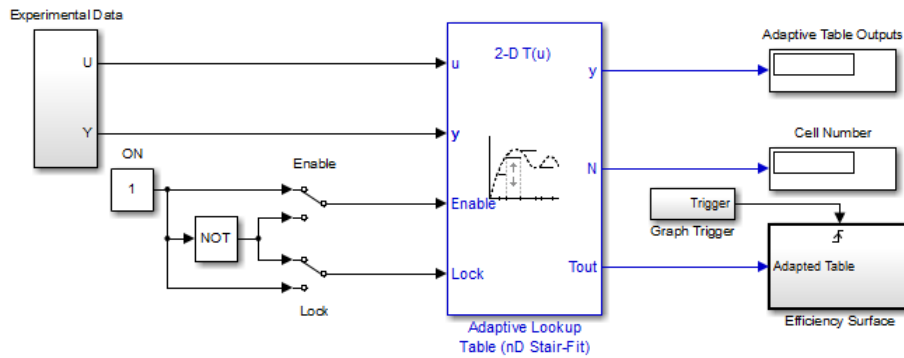 Experimental Data
U
Y
ON
1
NOT
Enable
Lock
2-D T(u)
u
y
Enable
Lock
y
N
Tout
Adaptive Lookup
Table (nD Stair-Fit)
Adaptive Table Outputs
Cell Number
Trigger
Graph Trigger
Adapted Table
Efficiency Surface